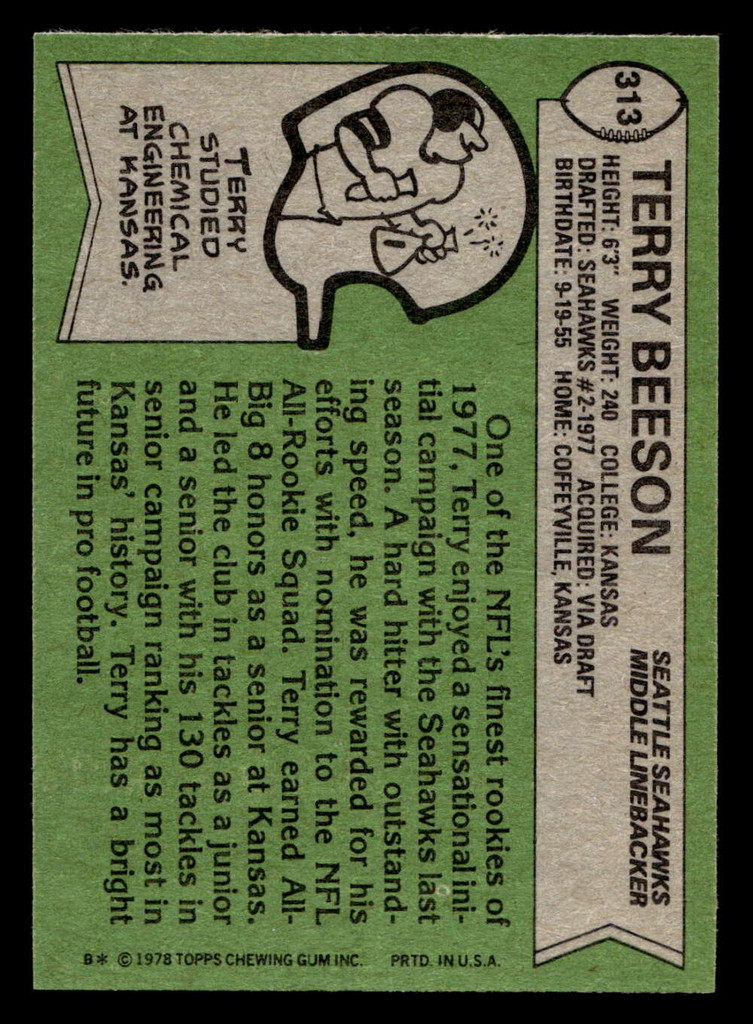 313
TERRY BEESON
SEATTLE SEAHAWKS
MIDDLE LINEBACKER
HEIGHT: 6'3" WEIGHT: 240 COLLEGE: KANSAS
DRAFTED: SEAHAWKS #2-1977 ACQUIRED: VIA DRAFT
BIRTHDATE: 9-19-55 HOME: COFFEYVILLE, KANSAS
TERRY
STUDIED
CHEMICAL
ENGINEERING
AT KANSAS.
One of the NFL's finest rookies of
1977, Terry enjoyed a sensational ini-
tial campaign with the Seahawks last
season. A hard hitter with outstand-
ing speed, he was rewarded for his
efforts with nomination to the NFL
All-Rookie Squad. Terry earned All-
Big 8 honors as a senior at Kansas.
He led the club in tackles as a junior
and a senior with his 130 tackles in
senior campaign ranking as most in
Kansas' history. Terry has a bright
future in pro football.
B* © 1978 TOPPS CHEWING GUM INC. PRTD. IN U.S.A.